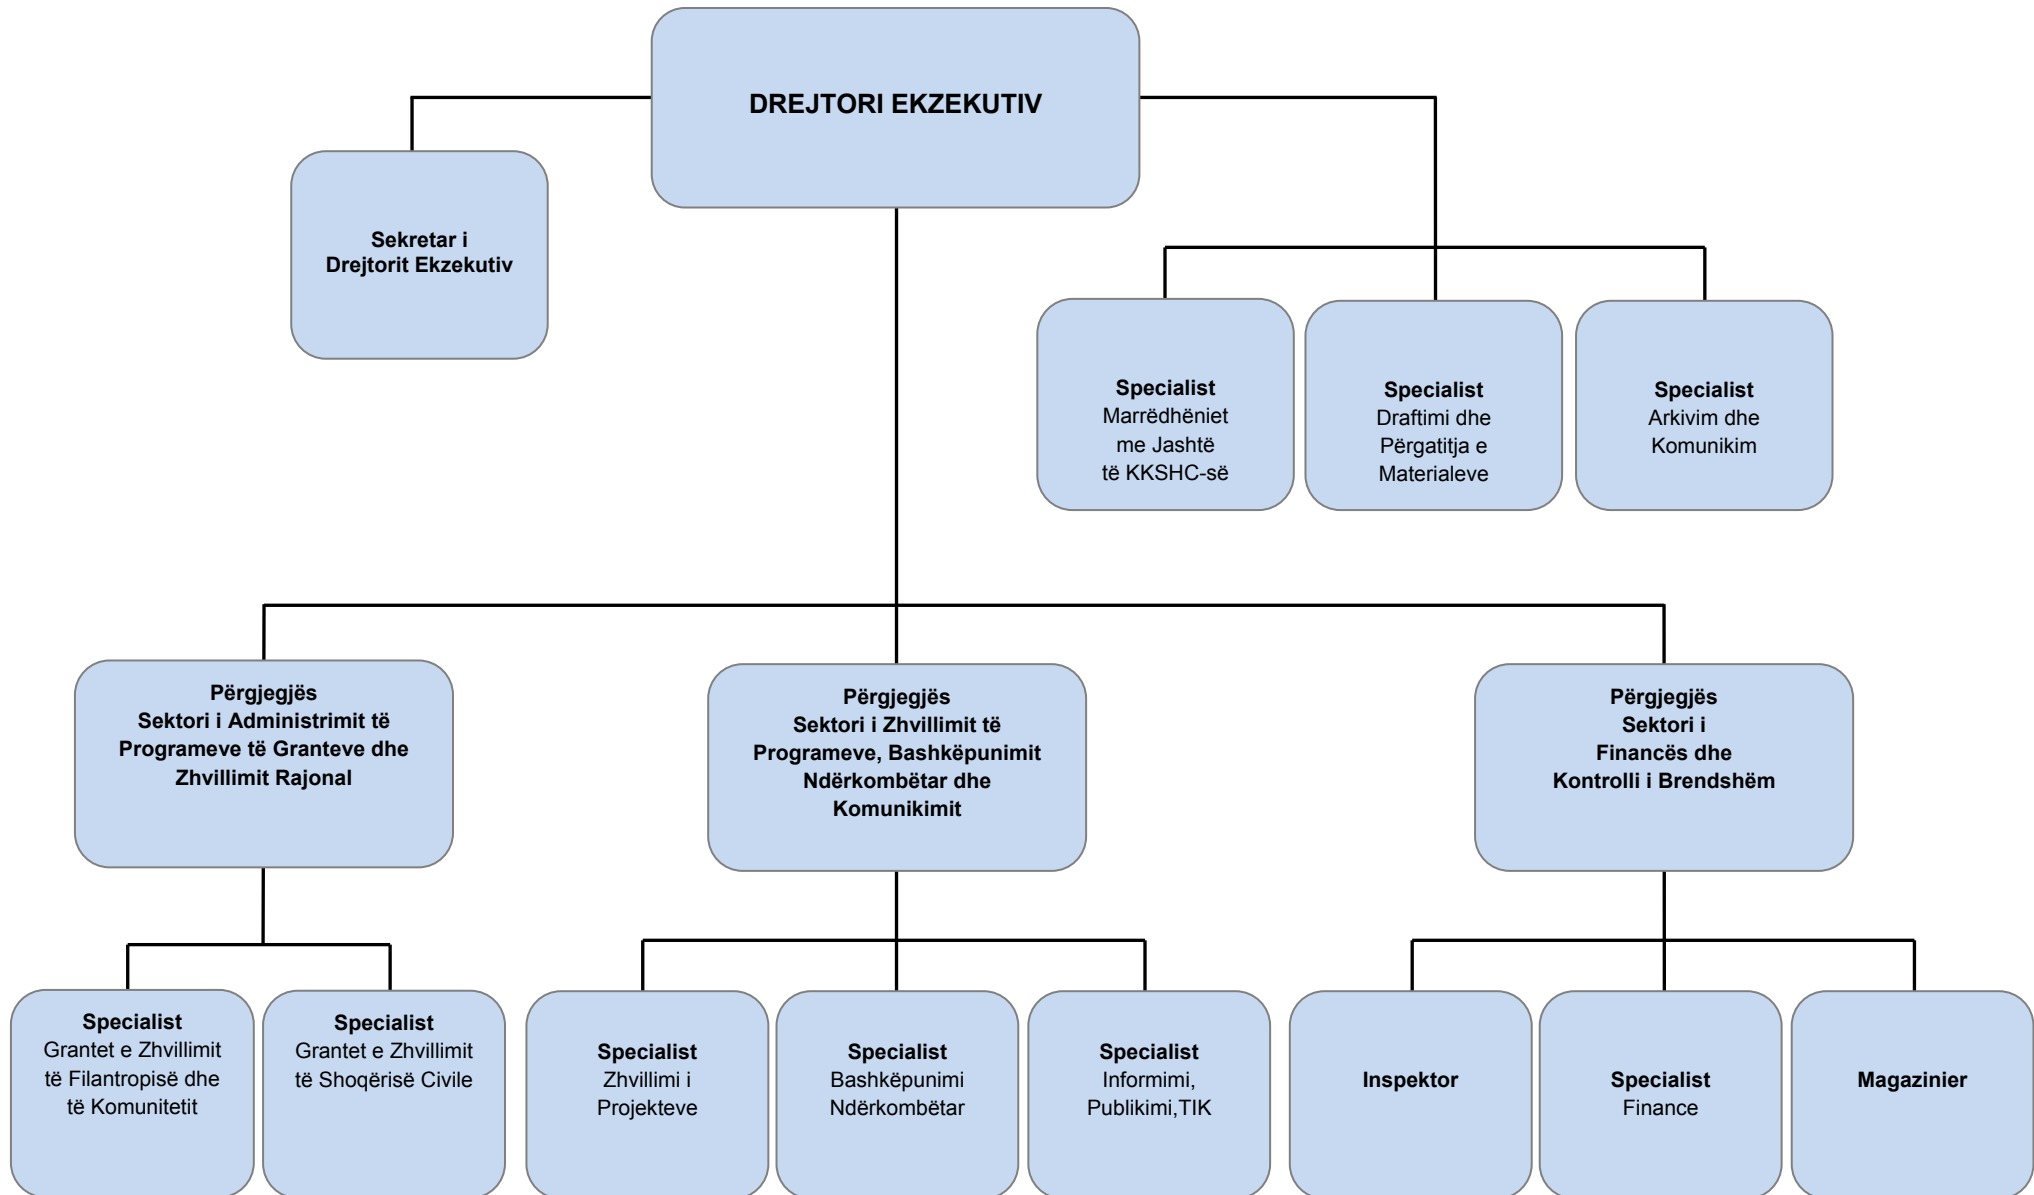 DREJTORI EKZEKUTIV
Sekretar i
Drejtorit Ekzekutiv
Specialist
Marrëdhëniet
me Jashtë
të KKSHC-së
Specialist
Draftimi dhe
Përgatitja e
Materialeve
Specialist
Arkivim dhe
Komunikim
Përgjegjës
Sektori i Administrimit të
Programeve të Granteve dhe
Zhvillimit Rajonal
Përgjegjës
Sektori i Zhvillimit të
Programeve, Bashkëpunimit
Ndërkombëtar dhe
Komunikimit
Përgjegjës
Sektori i
Financës dhe
Kontrolli i Brendshëm
Specialist
Grantet e Zhvillimit
të Filantropisë dhe
të Komunitetit
Specialist
Grantet e Zhvillimit
të Shoqërisë Civile
Specialist
Zhvillimi i
Projekteve
Specialist
Bashkëpunimi
Ndërkombëtar
Specialist
Informimi,
Publikimi,TIK
Inspektor
Specialist
Finance
Magazinier